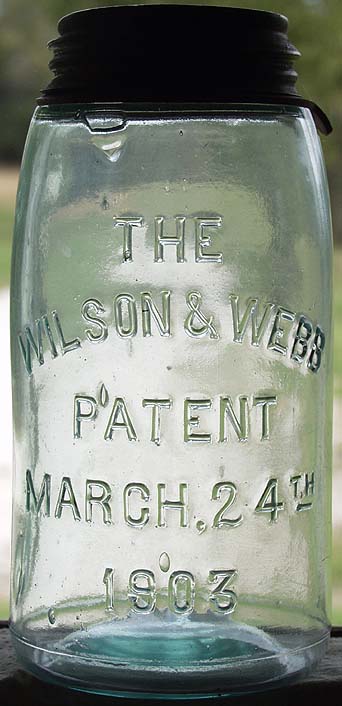 THE
WILSON & WEBB
PATENT
MARCH, 24TH
1903